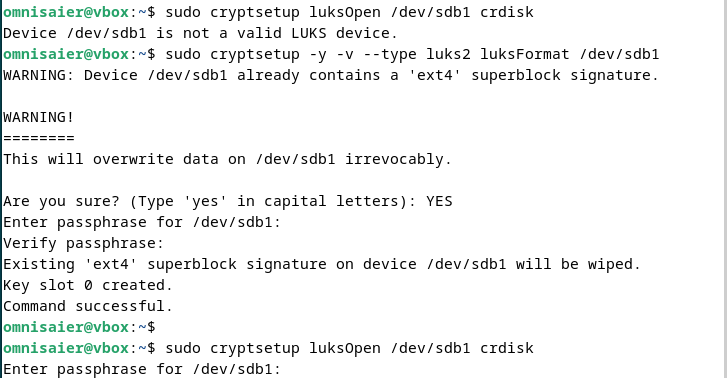 omnisaier@vbox:~$ sudo cryptsetup luksOpen /dev/sdb1 crdisk
Device /dev/sdb1 is not a valid LUKS device.
omnisaier@vbox:~$ sudo cryptsetup -y -v --type luks2 luksFormat /dev/sdb1
WARNING: Device /dev/sdb1 already contains a 'ext4' superblock signature.
WARNING!
========
This will overwrite data on /dev/sdb1 irrevocably.
Are you sure? (Type 'yes' in capital letters): YES
Enter passphrase for /dev/sdb1:
Verify passphrase:
Existing 'ext4' superblock signature on device /dev/sdb1 will be wiped.
Key slot 0 created.
Command successful.
omnisaier@vbox:~$
omnisaier@vbox:~$ sudo cryptsetup luksOpen /dev/sdb1 crdisk
Enter passphrase for /dev/sdb1: